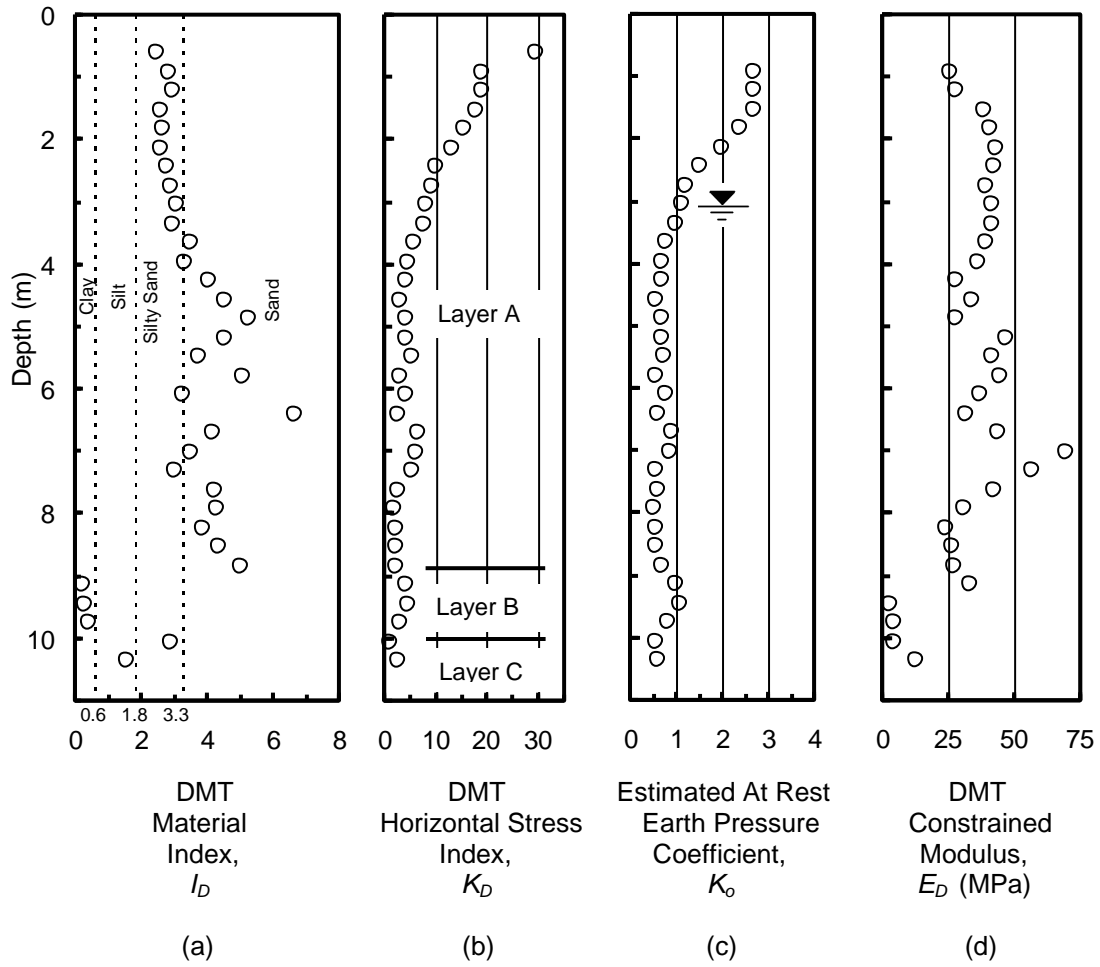 0
2
4
6
8
10
Depth (m)
Clay
Silt
Silty Sand
Sand
Layer A
Layer B
Layer C
0.6 1.8 3.3
0 2 4 6 8
0 10 20 30
0 1 2 3 4
0 25 50 75
DMT
Material
Index,
I_D
DMT
Horizontal Stress
Index,
K_D
Estimated At Rest
Earth Pressure
Coefficient,
K_o
DMT
Constrained
Modulus,
E_D (MPa)
(a) (b) (c) (d)